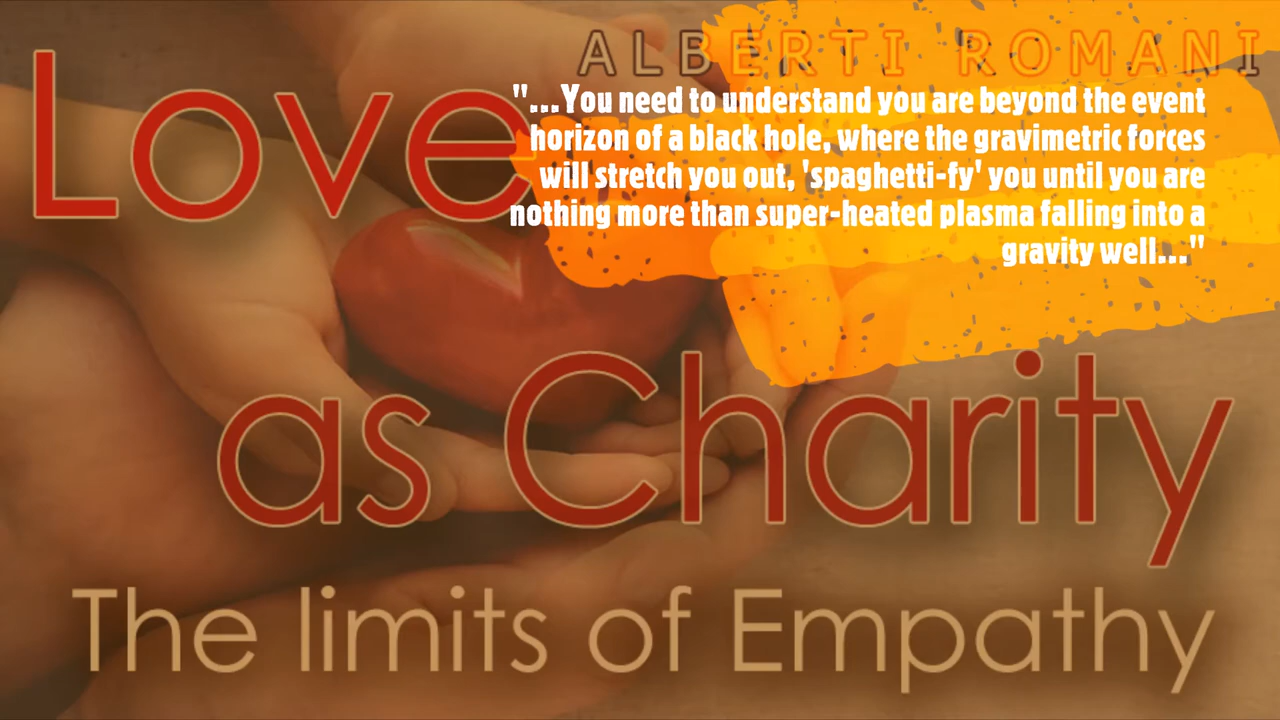 ALBERTI ROMANI
Love
"...You need to understand you are beyond the event
horizon of a black hole, where the gravimetric forces
will stretch you out, 'spaghetti-fy' you until you are
nothing more than super-heated plasma falling into a
gravity well..."
as Charity
The limits of Empathy